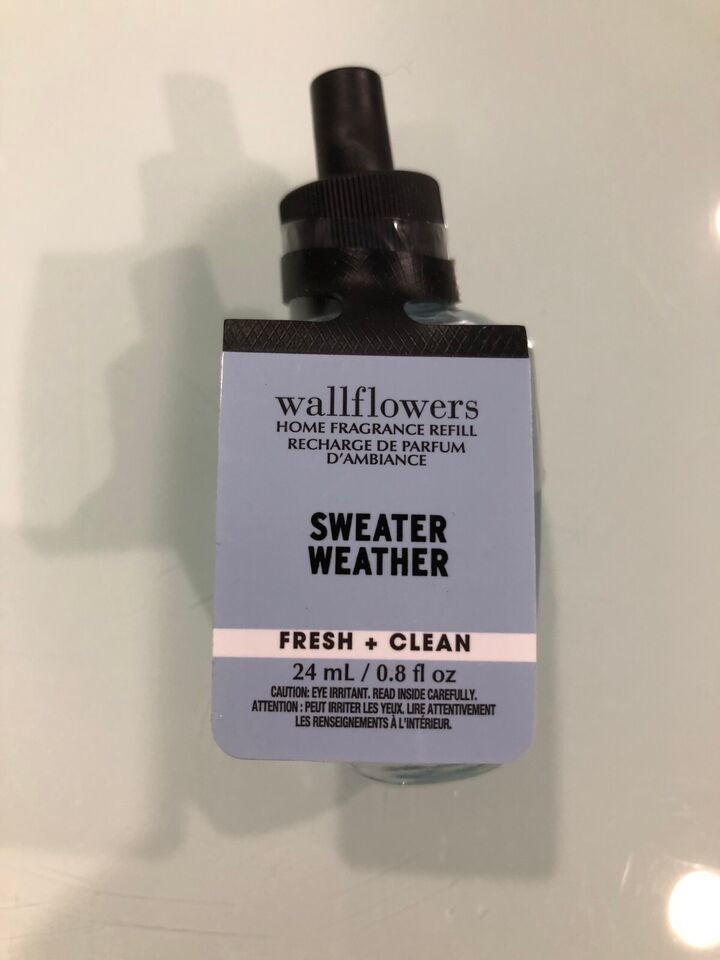 wallflowers
HOME FRAGRANCE REFILL
RECHARGE DE PARFUM
D'AMBIANCE
SWEATER
WEATHER
FRESH + CLEAN
24 mL / 0.8 fl oz
CAUTION: EYE IRRITANT. READ INSIDE CAREFULLY.
ATTENTION : PEUT IRRITER LES YEUX. LIRE ATTENTIVEMENT
LES RENSEIGNEMENTS À L'INTÉRIEUR.